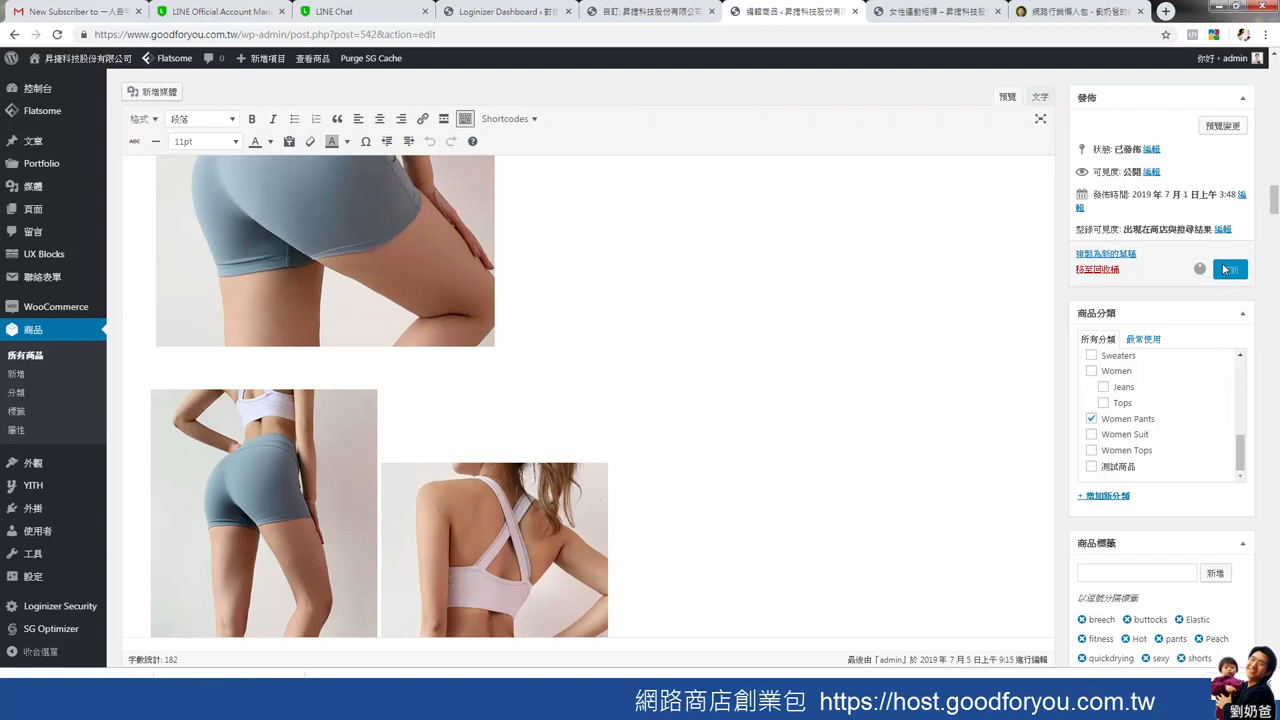 New Subscriber to 一人自
LINE Official Account Man
LINE Chat
Loginizer Dashboard ‹ 劉
自訂: 昇捷科技股份有限公司
編輯商品 ‹ 昇捷科技股份有
女性運動短褲 – 昇捷科技股
網路行銷懶人包 - 劉奶爸的
https://www.goodforyou.com.tw/wp-admin/post.php?post=542&action=edit
昇捷科技股份有限公司
Flatsome
0
新增項目
查看商品
Purge SG Cache
你好，admin
控制台
Flatsome
文章
Portfolio
媒體
頁面
留言
UX Blocks
聯絡表單
WooCommerce
商品
所有商品
新增
分類
標籤
屬性
外觀
YITH
外掛
使用者
工具
設定
Loginizer Security
SG Optimizer
收合選單
新增媒體
預覽
文字
格式
段落
B
I
Shortcodes
ABC
11pt
A
A
Ω
字數統計: 182
最後由「admin」於 2019 年 7 月 5 日上午 9:15 進行編輯
發佈
預覽變更
狀態: 已發佈 編輯
可見度: 公開 編輯
發佈時間: 2019 年 7 月 1 日上午 3:48 編
輯
型錄可見度: 出現在商店與搜尋結果 編輯
複製為新的草稿
移至回收桶
商品分類
所有分類
最常使用
Sweaters
Women
Jeans
Tops
Women Pants
Women Suit
Women Tops
測試商品
+ 增加新分類
商品標籤
新增
以逗號分隔標籤
breech
buttocks
Elastic
fitness
Hot
pants
Peach
quickdrying
sexy
shorts
網路商店創業包 https://host.goodforyou.com.tw
劉奶爸